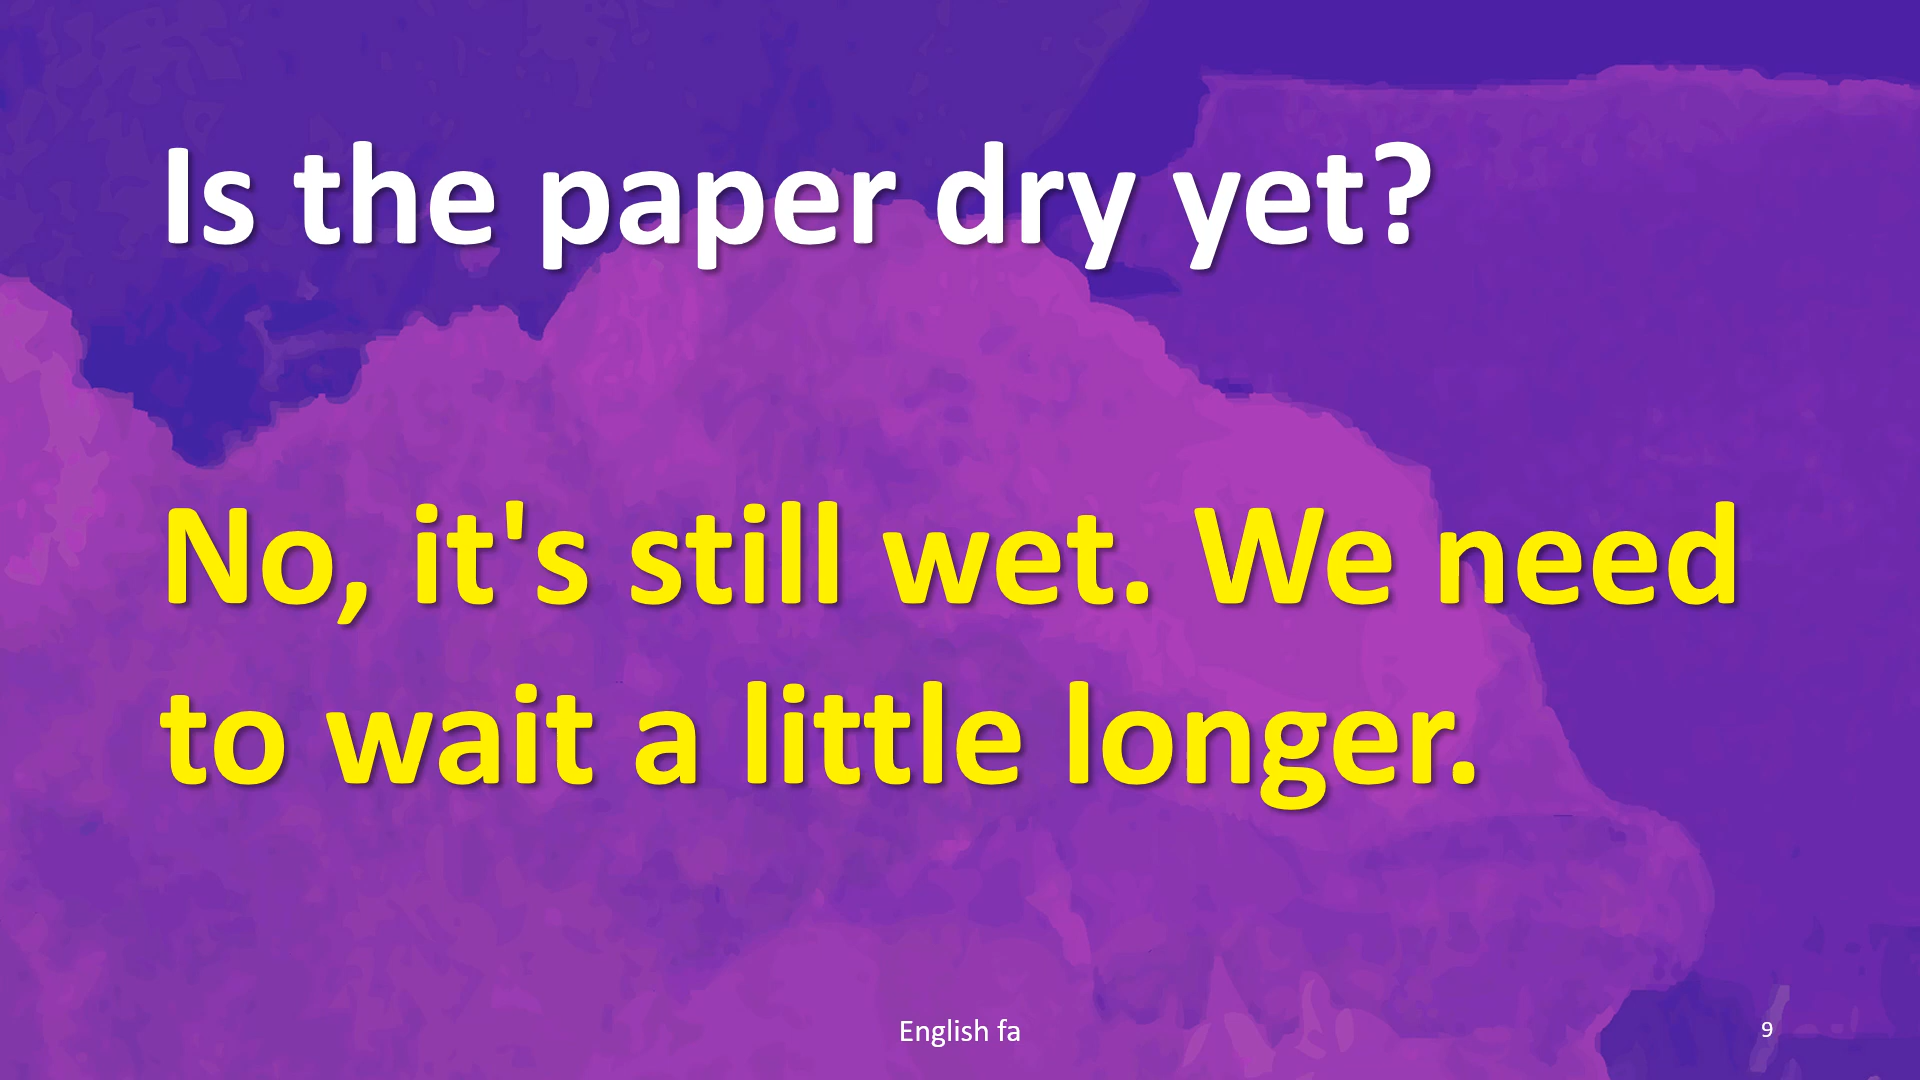 Is the paper dry yet?
No, it's still wet. We need
to wait a little longer.
English fa
9